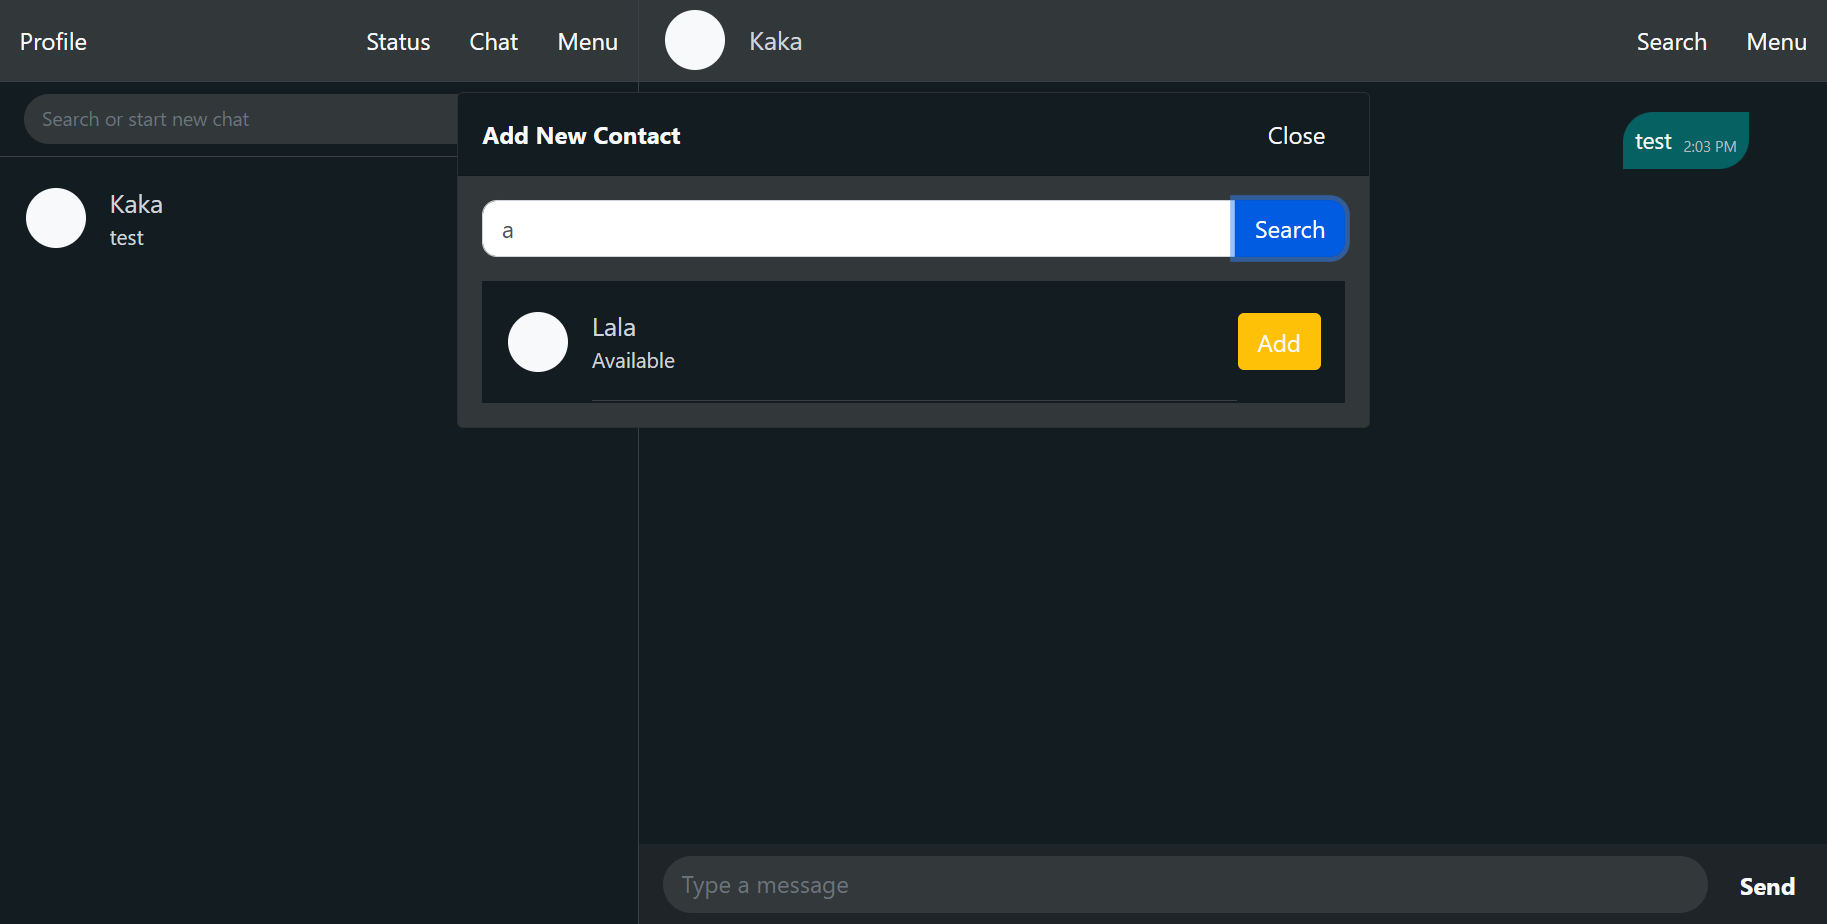 Profile Status Chat Menu
Kaka
Search Menu
Search or start new chat
Kaka
test
Add New Contact Close
a Search
Lala
Available
Add
test 2:03 PM
Type a message Send